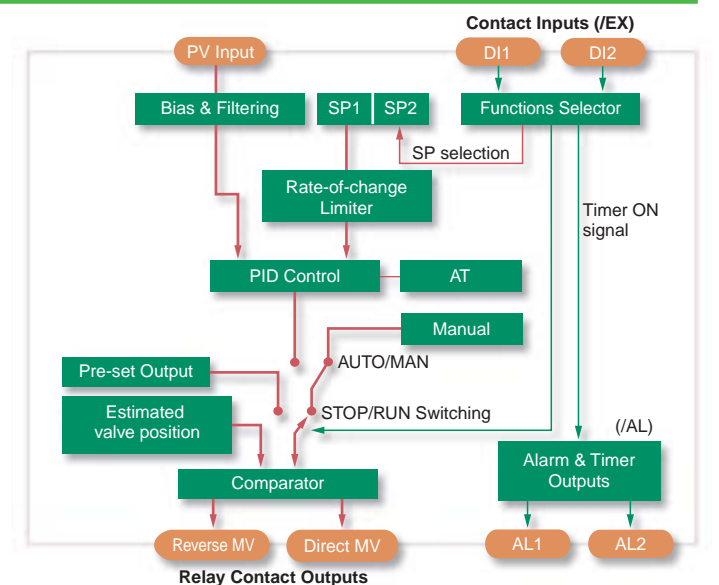 Contact Inputs (/EX)
PV Input
DI1
DI2
Bias & Filtering
SP1
SP2
Functions Selector
SP selection
Rate-of-change
Limiter
Timer ON
signal
PID Control
AT
Manual
AUTO/MAN
Pre-set Output
STOP/RUN Switching
Estimated
valve position
(/AL)
Alarm & Timer
Outputs
Comparator
Reverse MV
Direct MV
AL1
AL2
Relay Contact Outputs